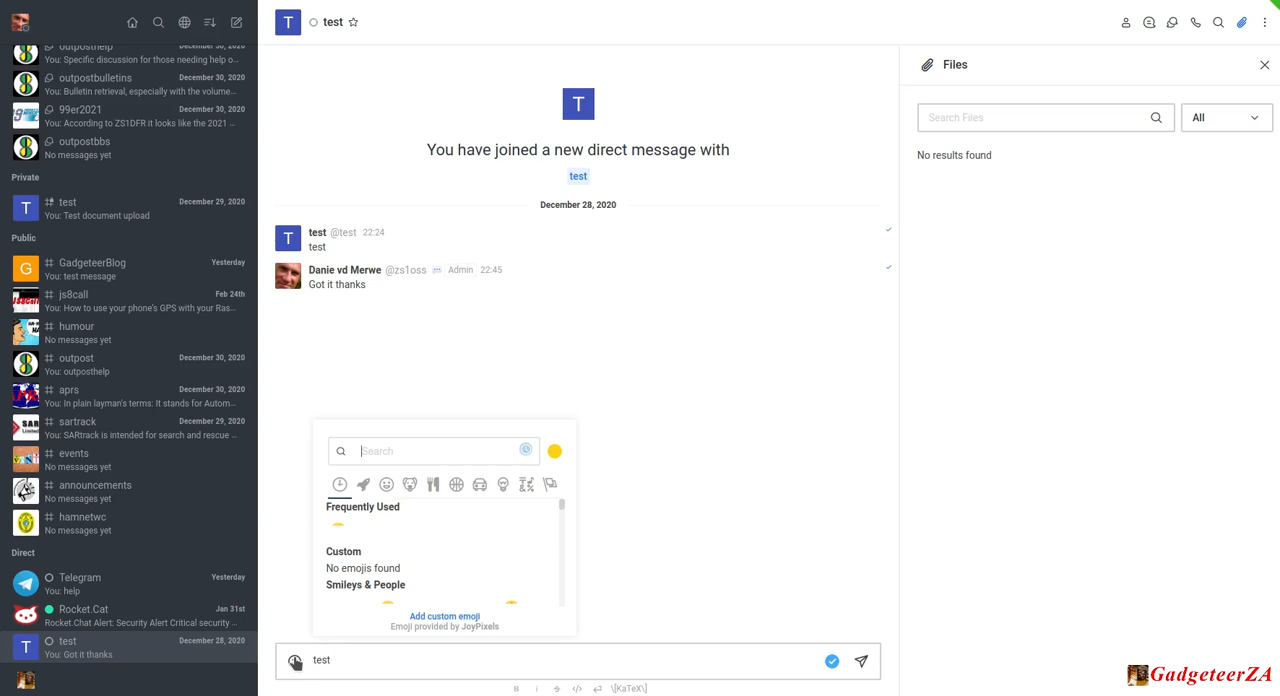 outposthelp December 30, 2020
You: Specific discussion for those needing help o...
outpostbulletins December 30, 2020
You: Bulletin retrieval, especially with the volume...
99er2021 December 30, 2020
You: According to ZS1DFR it looks like the 2021 ...
outpostbbs
No messages yet
Private
T test December 29, 2020
You: Test document upload
Public
G GadgeteerBlog Yesterday
You: test message
js8call Feb 24th
You: How to use your phone's GPS with your Ras...
humour
No messages yet
outpost December 30, 2020
You: outposthelp
aprs December 30, 2020
You: In plain layman's terms: It stands for Autom...
sartrack December 29, 2020
You: SARtrack is intended for search and rescue ...
events
No messages yet
announcements
No messages yet
hamnetwc
No messages yet
Direct
Telegram Yesterday
You: help
Rocket.Cat Jan 31st
Rocket.Chat Alert: Security Alert Critical security ...
T test December 28, 2020
You: Got it thanks
T test
T
You have joined a new direct message with
test
December 28, 2020
T test @test 22:24
test
Danie vd Merwe @zs1oss Admin 22:45
Got it thanks
Search
Frequently Used
Custom
No emojis found
Smileys & People
Add custom emoji
Emoji provided by JoyPixels
test
B i S </> \[KaTeX\]
Files
Search Files All
No results found
GadgeteerZA